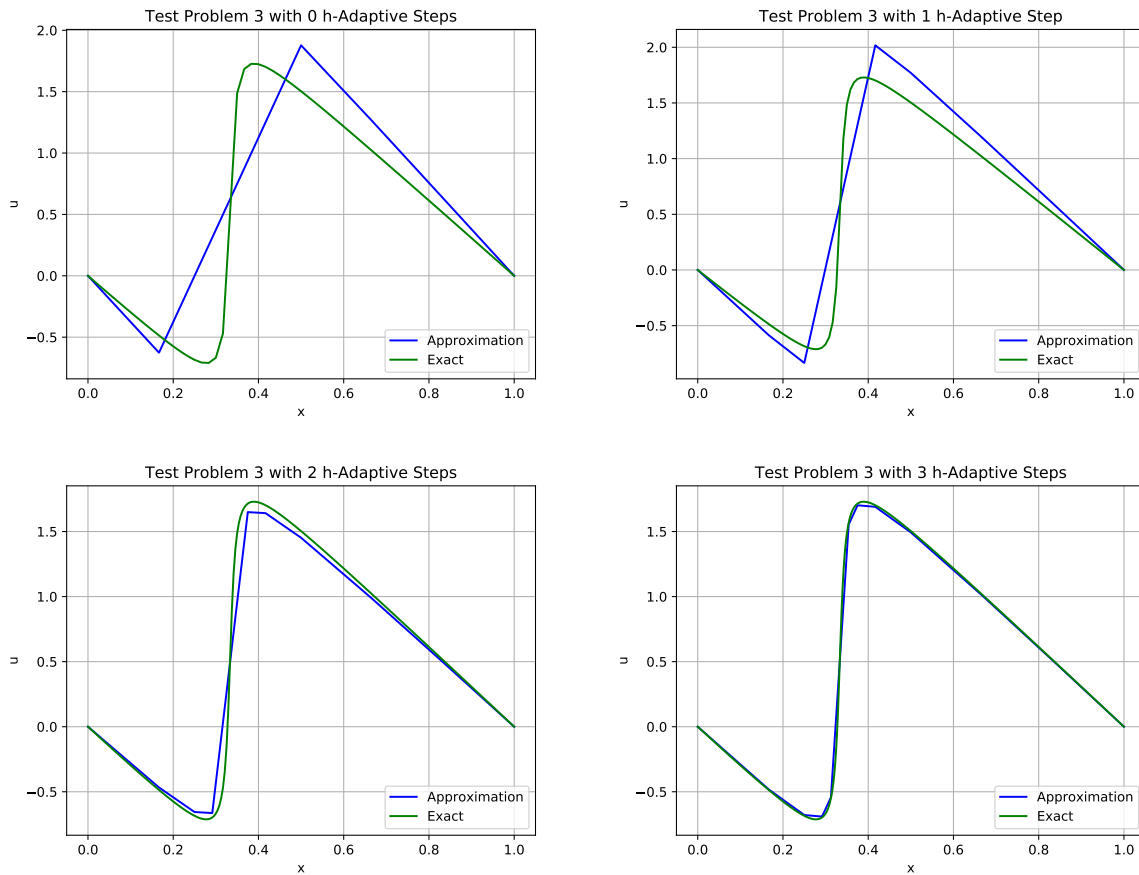 Test Problem 3 with 0 h-Adaptive Steps
2.0
1.5
1.0
0.5
0.0
−0.5
u
0.0 0.2 0.4 0.6 0.8 1.0
x
Approximation
Exact
Test Problem 3 with 1 h-Adaptive Step
2.0
1.5
1.0
0.5
0.0
−0.5
u
0.0 0.2 0.4 0.6 0.8 1.0
x
Approximation
Exact
Test Problem 3 with 2 h-Adaptive Steps
1.5
1.0
0.5
0.0
−0.5
u
0.0 0.2 0.4 0.6 0.8 1.0
x
Approximation
Exact
Test Problem 3 with 3 h-Adaptive Steps
1.5
1.0
0.5
0.0
−0.5
u
0.0 0.2 0.4 0.6 0.8 1.0
x
Approximation
Exact